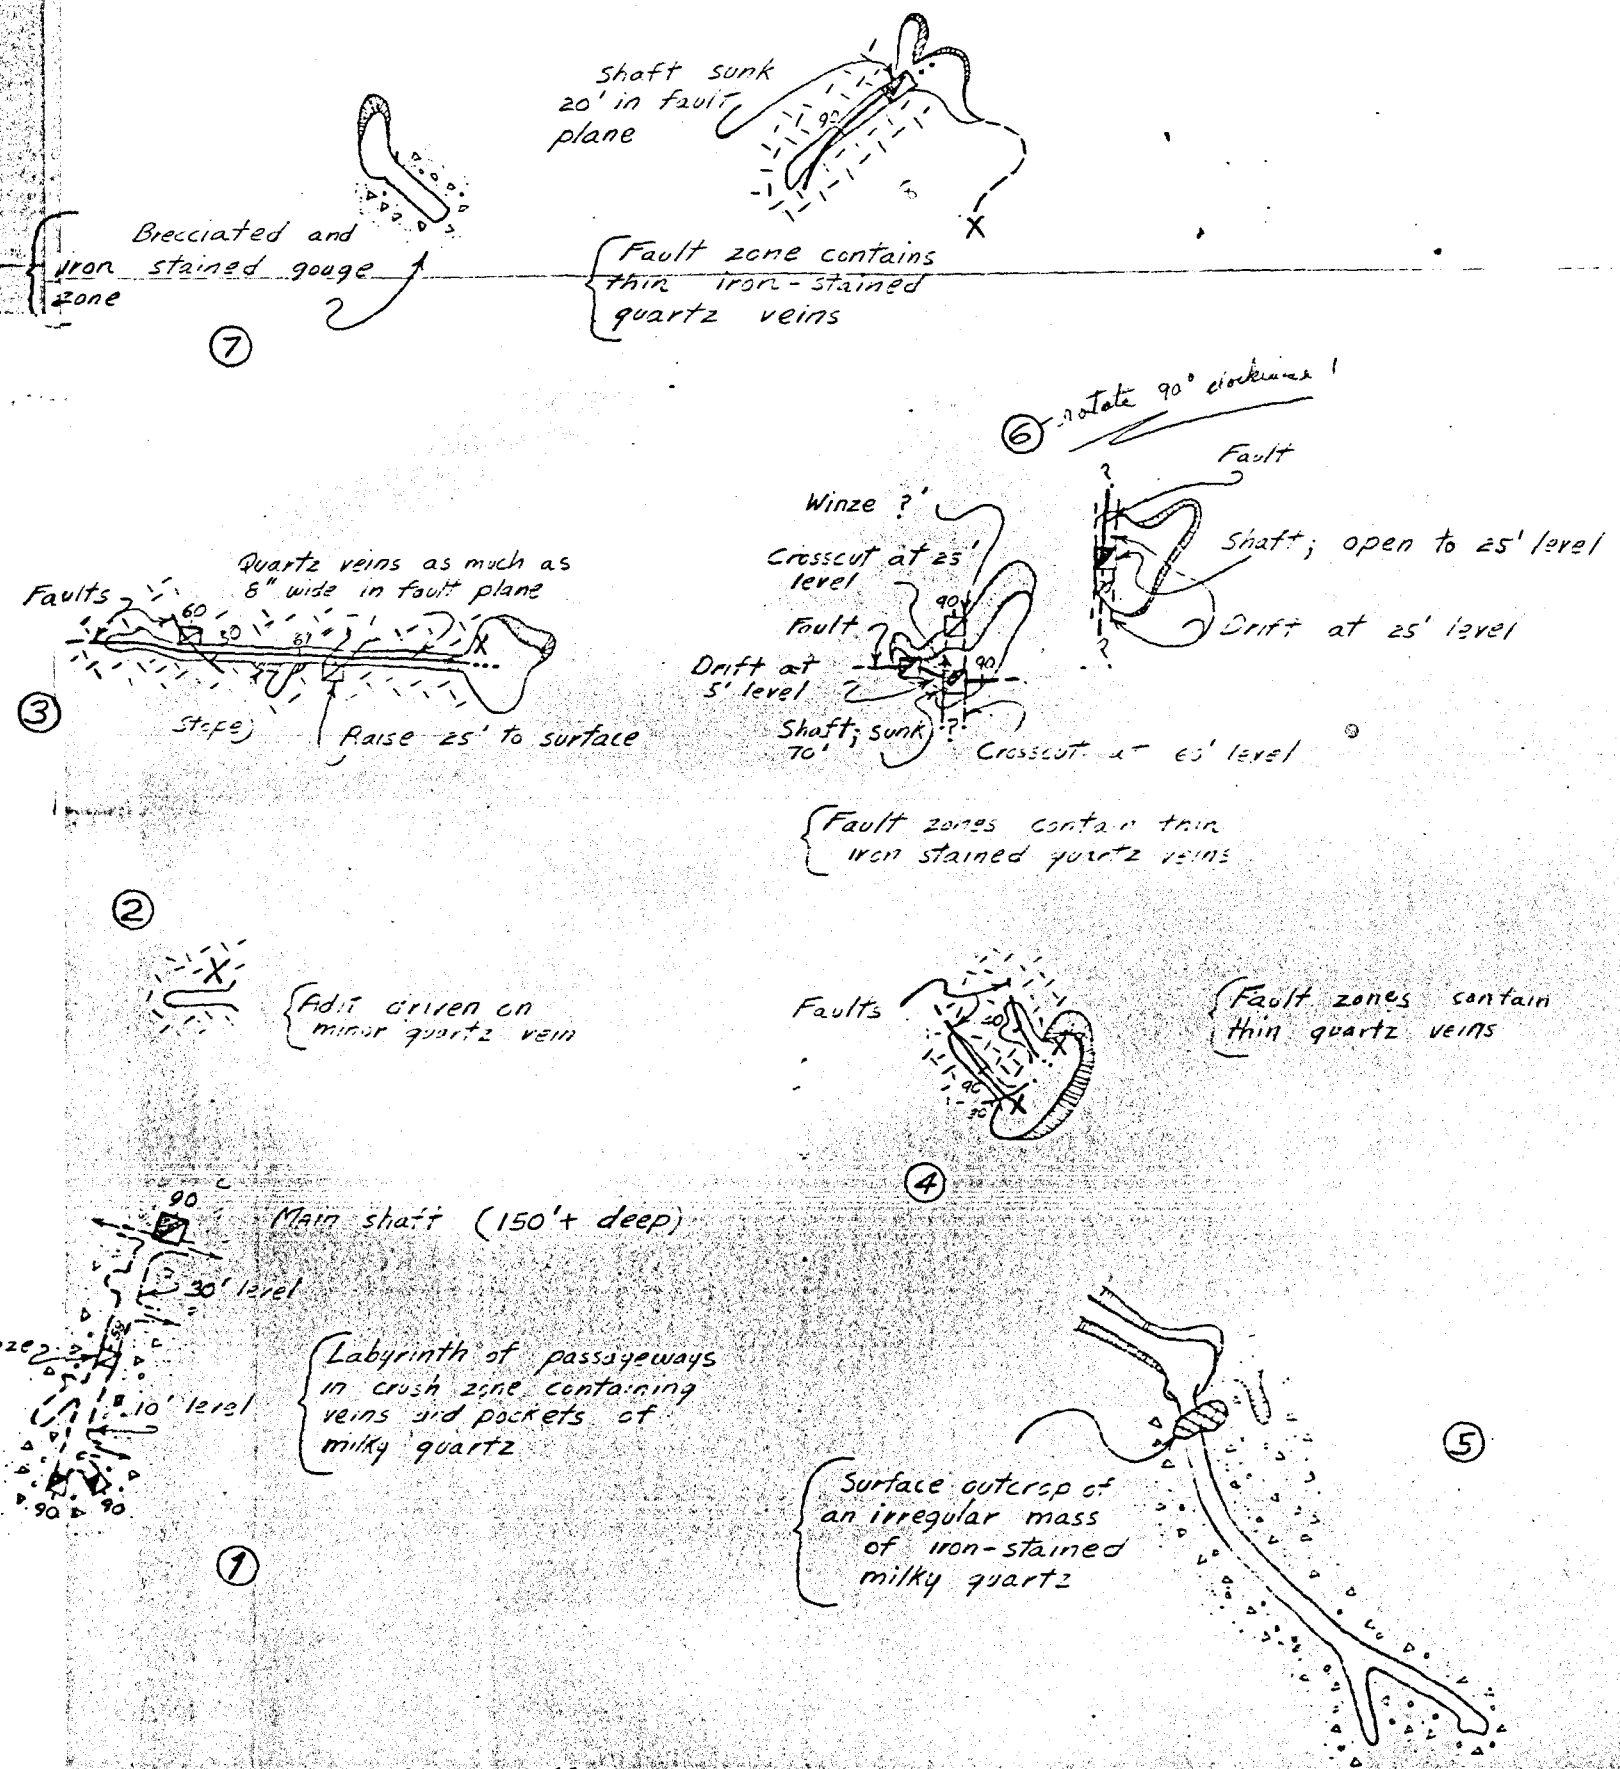 Shaft sunk
20' in fault
plane
90
X
Brecciated and
iron stained gouge
zone
Fault zone contains
thin iron-stained
quartz veins
7
6 rotate 90° clockwise !
?
Fault
Winze ?
Crosscut at 25'
level
90
Fault
Drift at
5' level
90
Shaft; sunk
70'
?
Crosscut at level
Shaft; open to 25' level
Drift at 25' level
?
Fault zones contain thin
iron stained quartz veins
Quartz veins as much as
8" wide in fault plane
Faults
60
X
3
Stope
Raise 25' to surface
2
X
Adit driven on
minor quartz vein
Faults
X
90
X
Fault zones contain
thin quartz veins
4
90
Main shaft (150'+ deep)
?
30' level
10' level
Labyrinth of passageways
in crush zone containing
veins and pockets of
milky quartz
90
90
1
5
Surface outcrop of
an irregular mass
of iron-stained
milky quartz